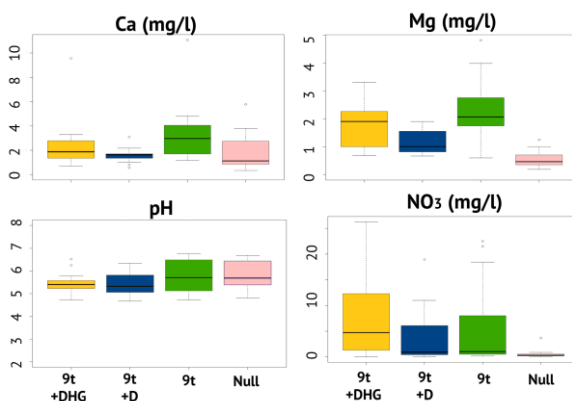 Ca (mg/l)
10
8
6
4
2
0
Mg (mg/l)
5
4
3
2
1
0
pH
8
7
6
5
4
3
2
9t
+DHG
9t
+D
9t
Null
NO₃ (mg/l)
20
10
0
9t
+DHG
9t
+D
9t
Null